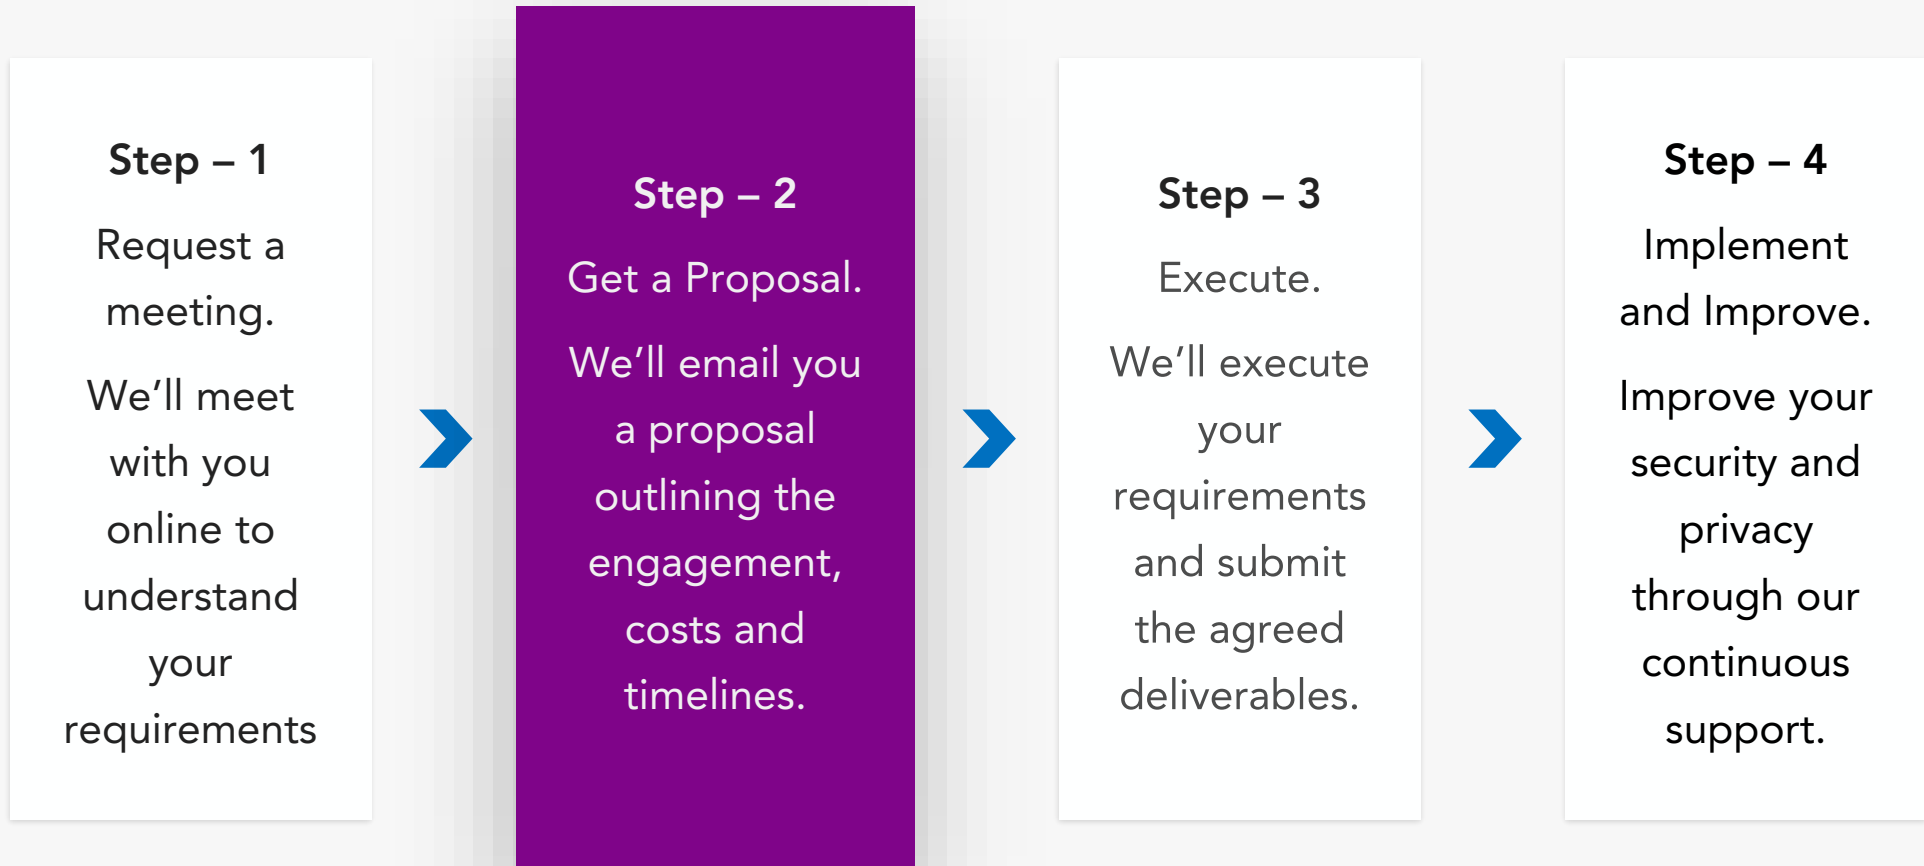 Step – 1
Request a
meeting.
We’ll meet
with you
online to
understand
your
requirements
Step – 2
Get a Proposal.
We’ll email you
a proposal
outlining the
engagement,
costs and
timelines.
Step – 3
Execute.
We’ll execute
your
requirements
and submit
the agreed
deliverables.
Step – 4
Implement
and Improve.
Improve your
security and
privacy
through our
continuous
support.